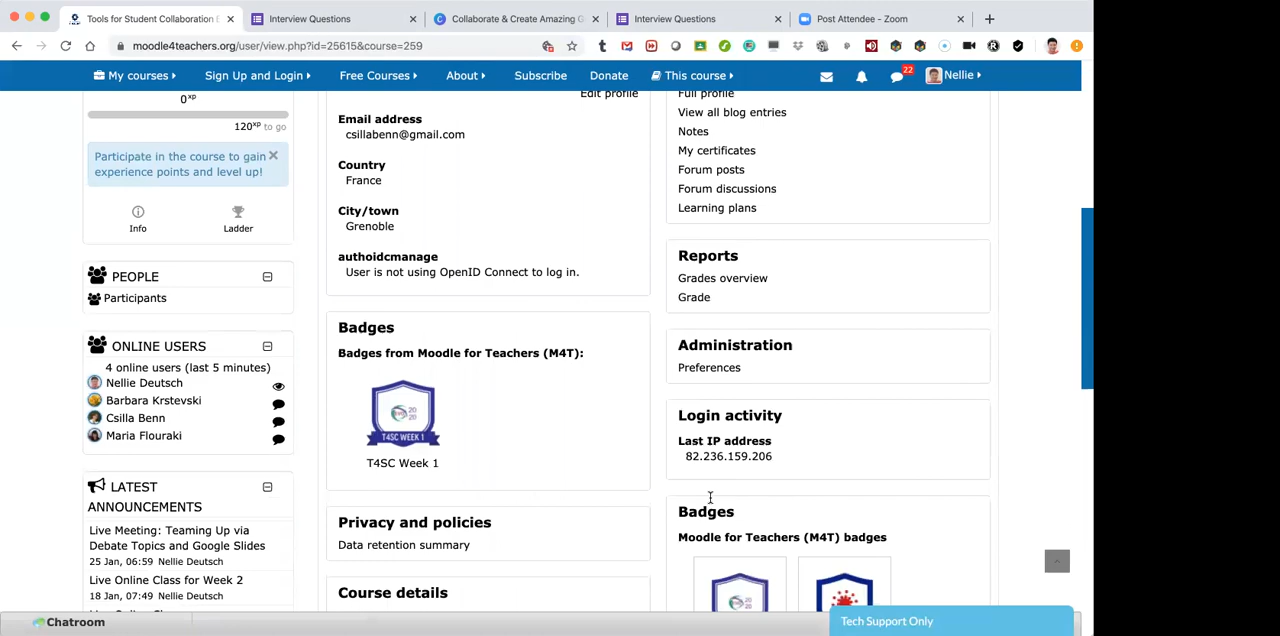 Tools for Student Collaboration E
Interview Questions
Collaborate & Create Amazing G
Interview Questions
Post Attendee - Zoom
moodle4teachers.org/user/view.php?id=25615&course=259
My courses
Sign Up and Login
Free Courses
About
Subscribe
Donate
This course
22
Nellie
0xp
120xp to go
Participate in the course to gain
experience points and level up!
Info
Ladder
PEOPLE
Participants
ONLINE USERS
4 online users (last 5 minutes)
Nellie Deutsch
Barbara Krstevski
Csilla Benn
Maria Flouraki
LATEST
ANNOUNCEMENTS
Live Meeting: Teaming Up via
Debate Topics and Google Slides
25 Jan, 06:59 Nellie Deutsch
Live Online Class for Week 2
18 Jan, 07:49 Nellie Deutsch
Edit profile
Email address
csillabenn@gmail.com
Country
France
City/town
Grenoble
authoidcmanage
User is not using OpenID Connect to log in.
Badges
Badges from Moodle for Teachers (M4T):
20
20
T4SC WEEK 1
T4SC Week 1
Privacy and policies
Data retention summary
Course details
Full profile
View all blog entries
Notes
My certificates
Forum posts
Forum discussions
Learning plans
Reports
Grades overview
Grade
Administration
Preferences
Login activity
Last IP address
82.236.159.206
Badges
Moodle for Teachers (M4T) badges
Chatroom
Tech Support Only